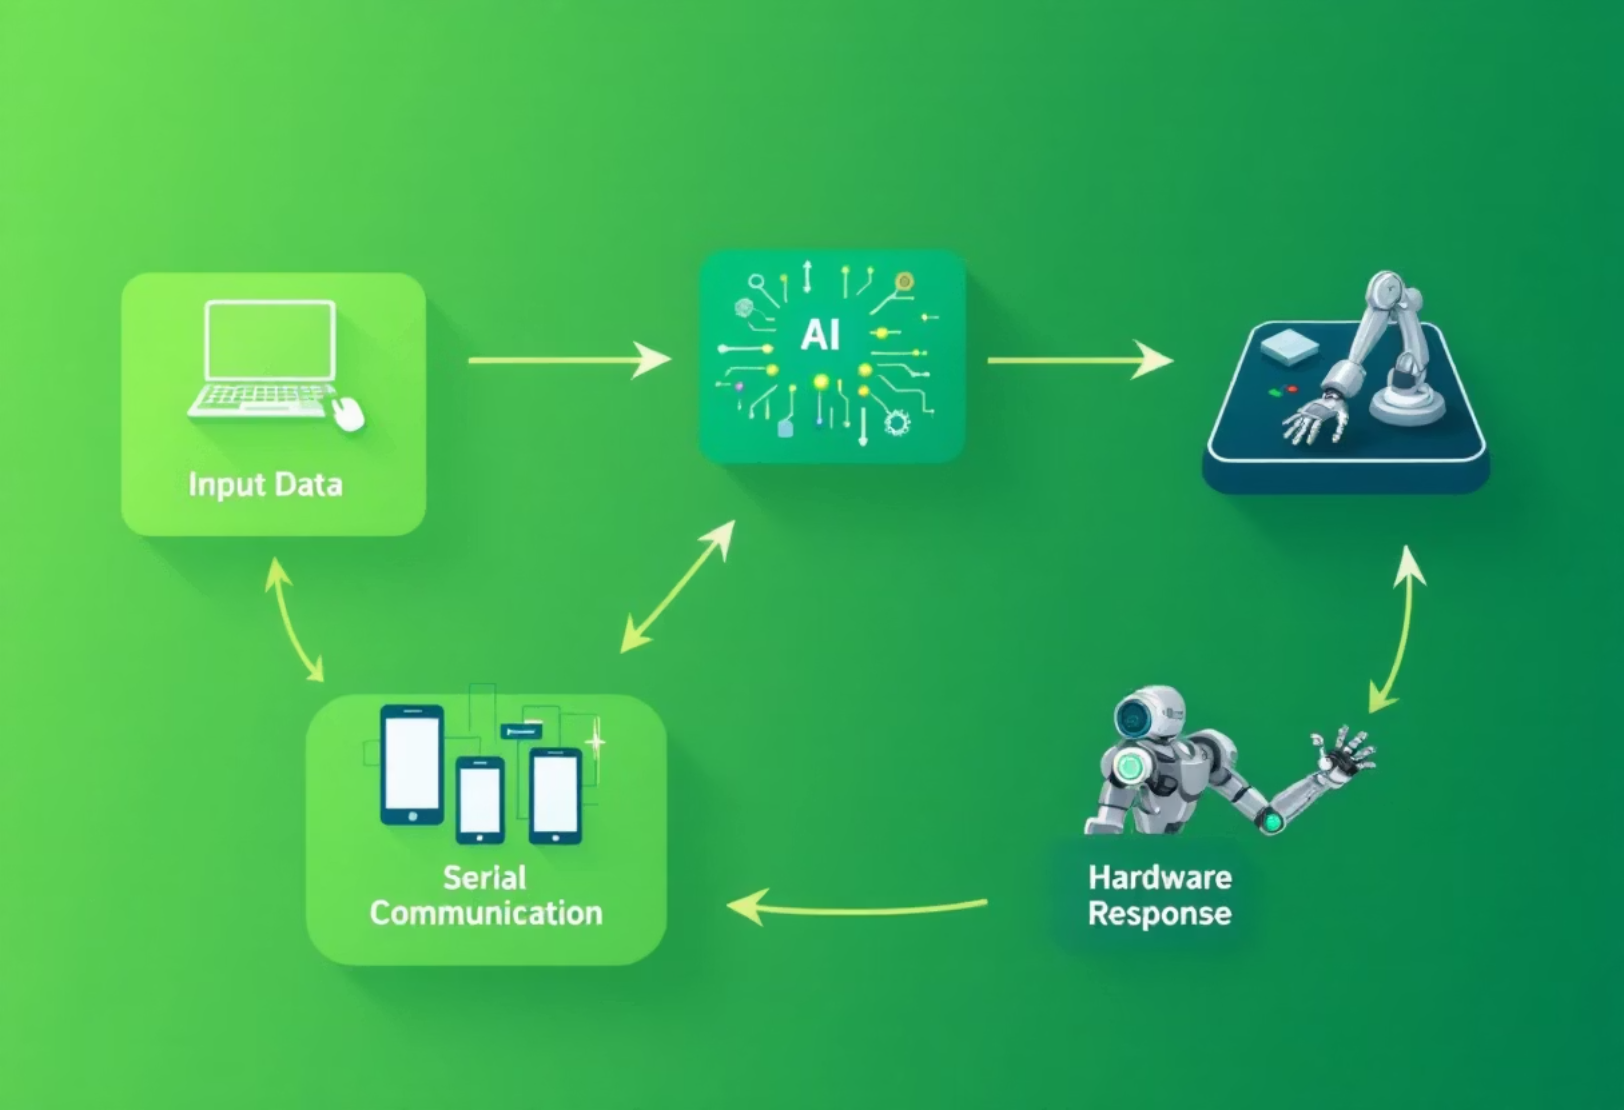 AI
Input Data
Serial
Communication
Hardware
Response